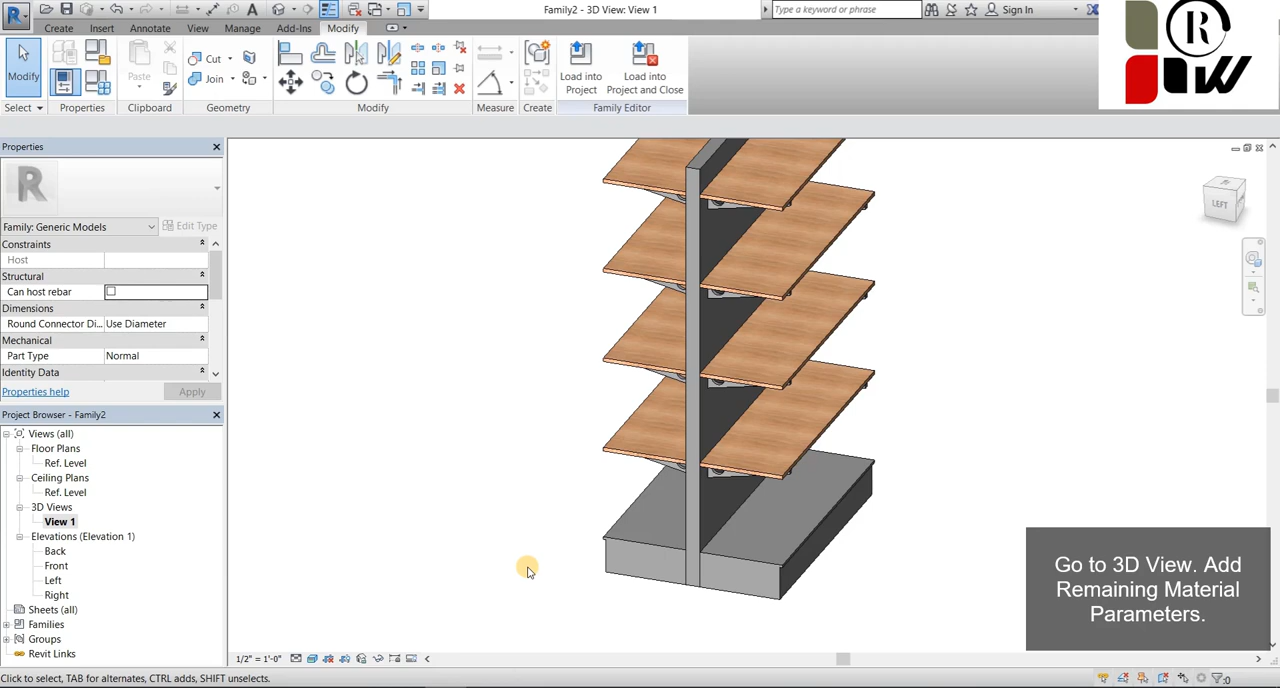 Family2 - 3D View: View 1
Type a keyword or phrase
Sign In
Create Insert Annotate View Manage Add-Ins Modify
R
Modify
Paste
Cut
Join
Load into Project
Load into Project and Close
Select Properties Clipboard Geometry Modify Measure Create Family Editor
Properties
R
Family: Generic Models Edit Type
Constraints
Host
Structural
Can host rebar
Dimensions
Round Connector Di... Use Diameter
Mechanical
Part Type Normal
Identity Data
Properties help Apply
Project Browser - Family2
Views (all)
Floor Plans
Ref. Level
Ceiling Plans
Ref. Level
3D Views
View 1
Elevations (Elevation 1)
Back
Front
Left
Right
Sheets (all)
Families
Groups
Revit Links
LEFT
Go to 3D View. Add
Remaining Material
Parameters.
1/2" = 1'-0"
Click to select, TAB for alternates, CTRL adds, SHIFT unselects.
:0